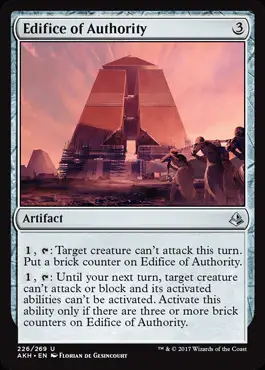 Edifice of Authority 3
Artifact
1, T: Target creature can't attack this turn.
Put a brick counter on Edifice of Authority.
1, T: Until your next turn, target creature
can't attack or block and its activated
abilities can't be activated. Activate this
ability only if there are three or more brick
counters on Edifice of Authority.
226/269 U
AKH • EN FLORIAN DE GESINCOURT
™ & © 2017 Wizards of the Coast